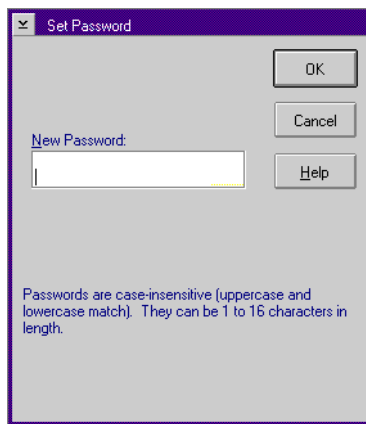 Set Password
OK
Cancel
New Password:
Help
Passwords are case-insensitive (uppercase and
lowercase match). They can be 1 to 16 characters in
length.